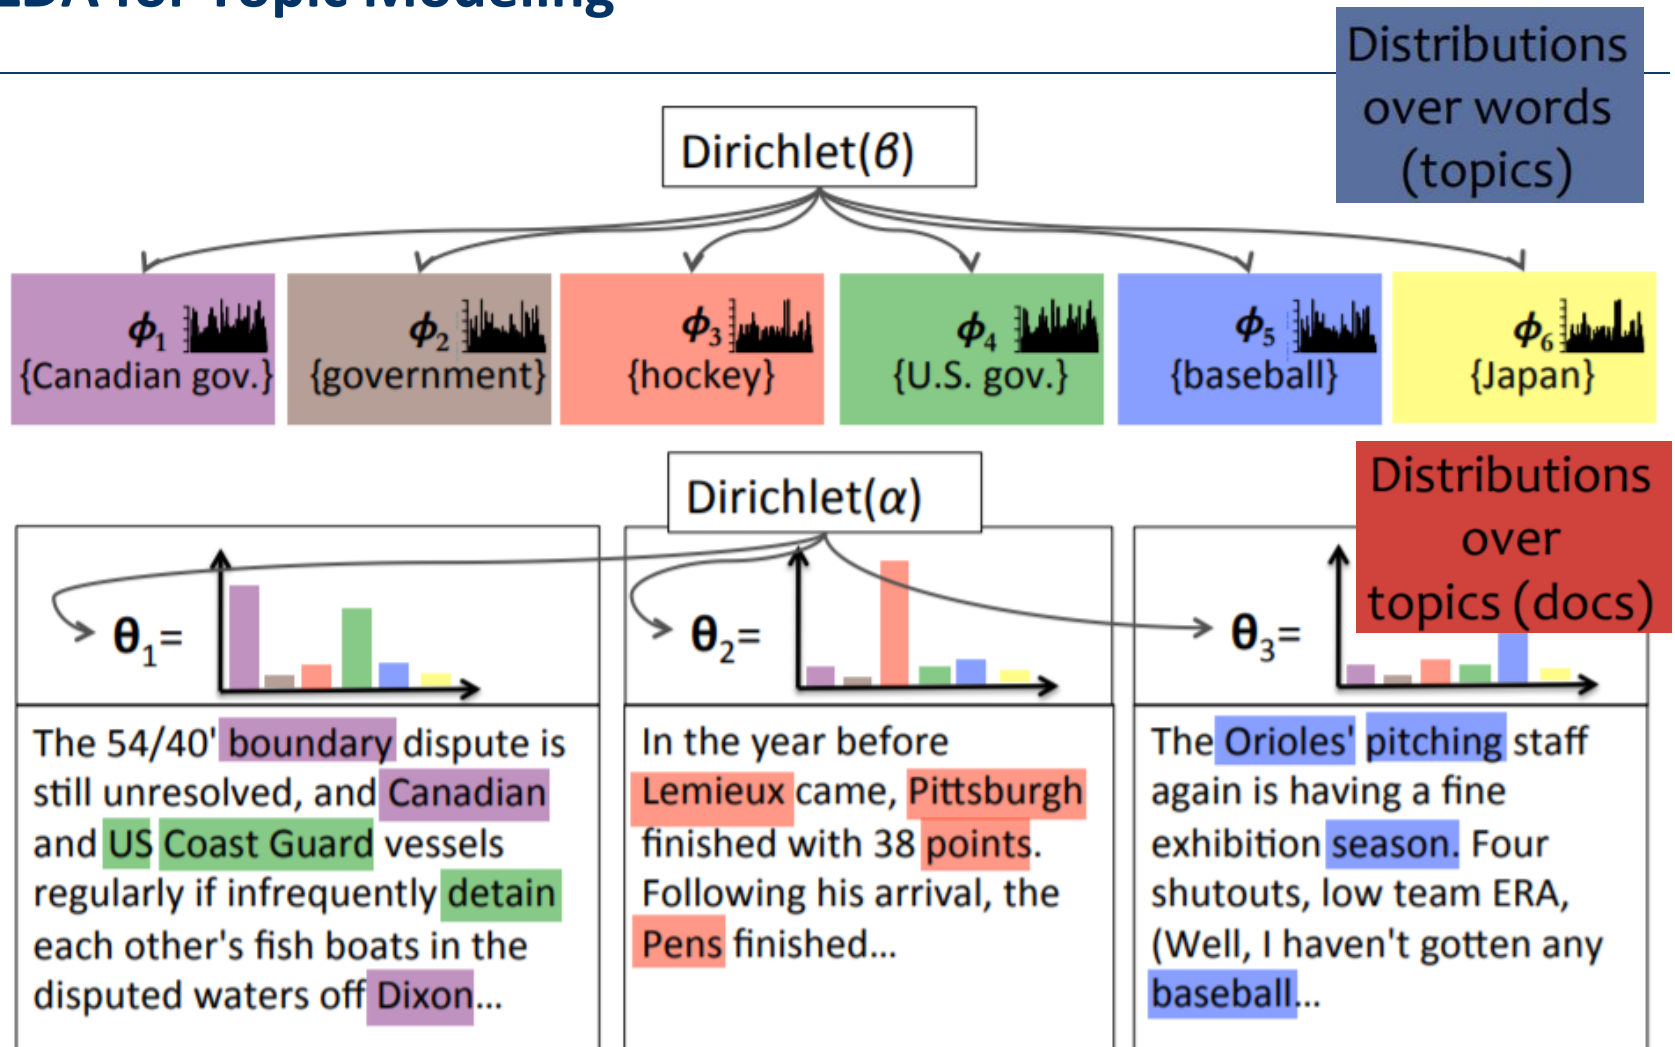 LDA for Topic Modeling
Distributions
over words
(topics)
Dirichlet(β)
ϕ1
{Canadian gov.}
ϕ2
{government}
ϕ3
{hockey}
ϕ4
{U.S. gov.}
ϕ5
{baseball}
ϕ6
{Japan}
Dirichlet(α)
Distributions
over
topics (docs)
θ1=
θ2=
θ3=
The 54/40' boundary dispute is
still unresolved, and Canadian
and US Coast Guard vessels
regularly if infrequently detain
each other's fish boats in the
disputed waters off Dixon...
In the year before
Lemieux came, Pittsburgh
finished with 38 points.
Following his arrival, the
Pens finished...
The Orioles' pitching staff
again is having a fine
exhibition season. Four
shutouts, low team ERA,
(Well, I haven't gotten any
baseball...